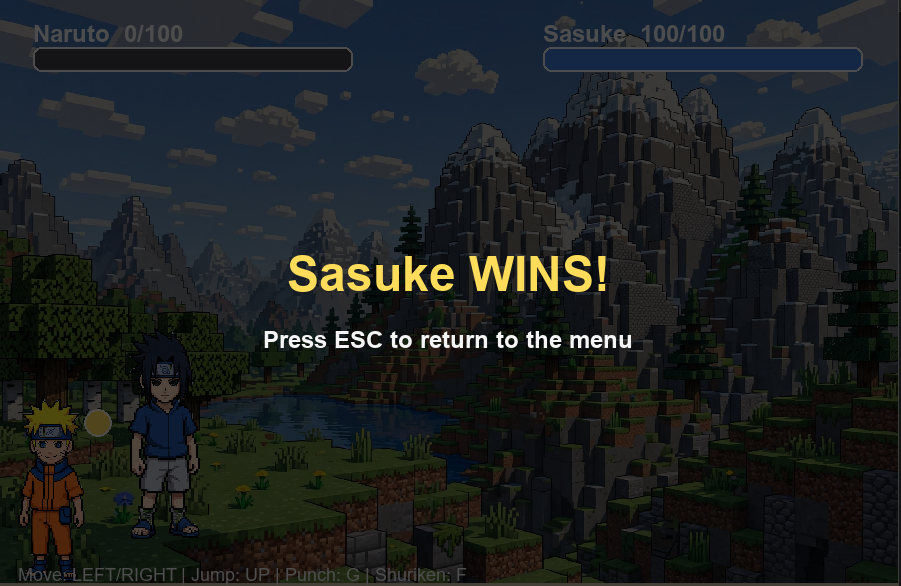 Naruto 0/100
Sasuke 100/100
Sasuke WINS!
Press ESC to return to the menu
Move: LEFT/RIGHT | Jump: UP | Punch: G | Shuriken: F